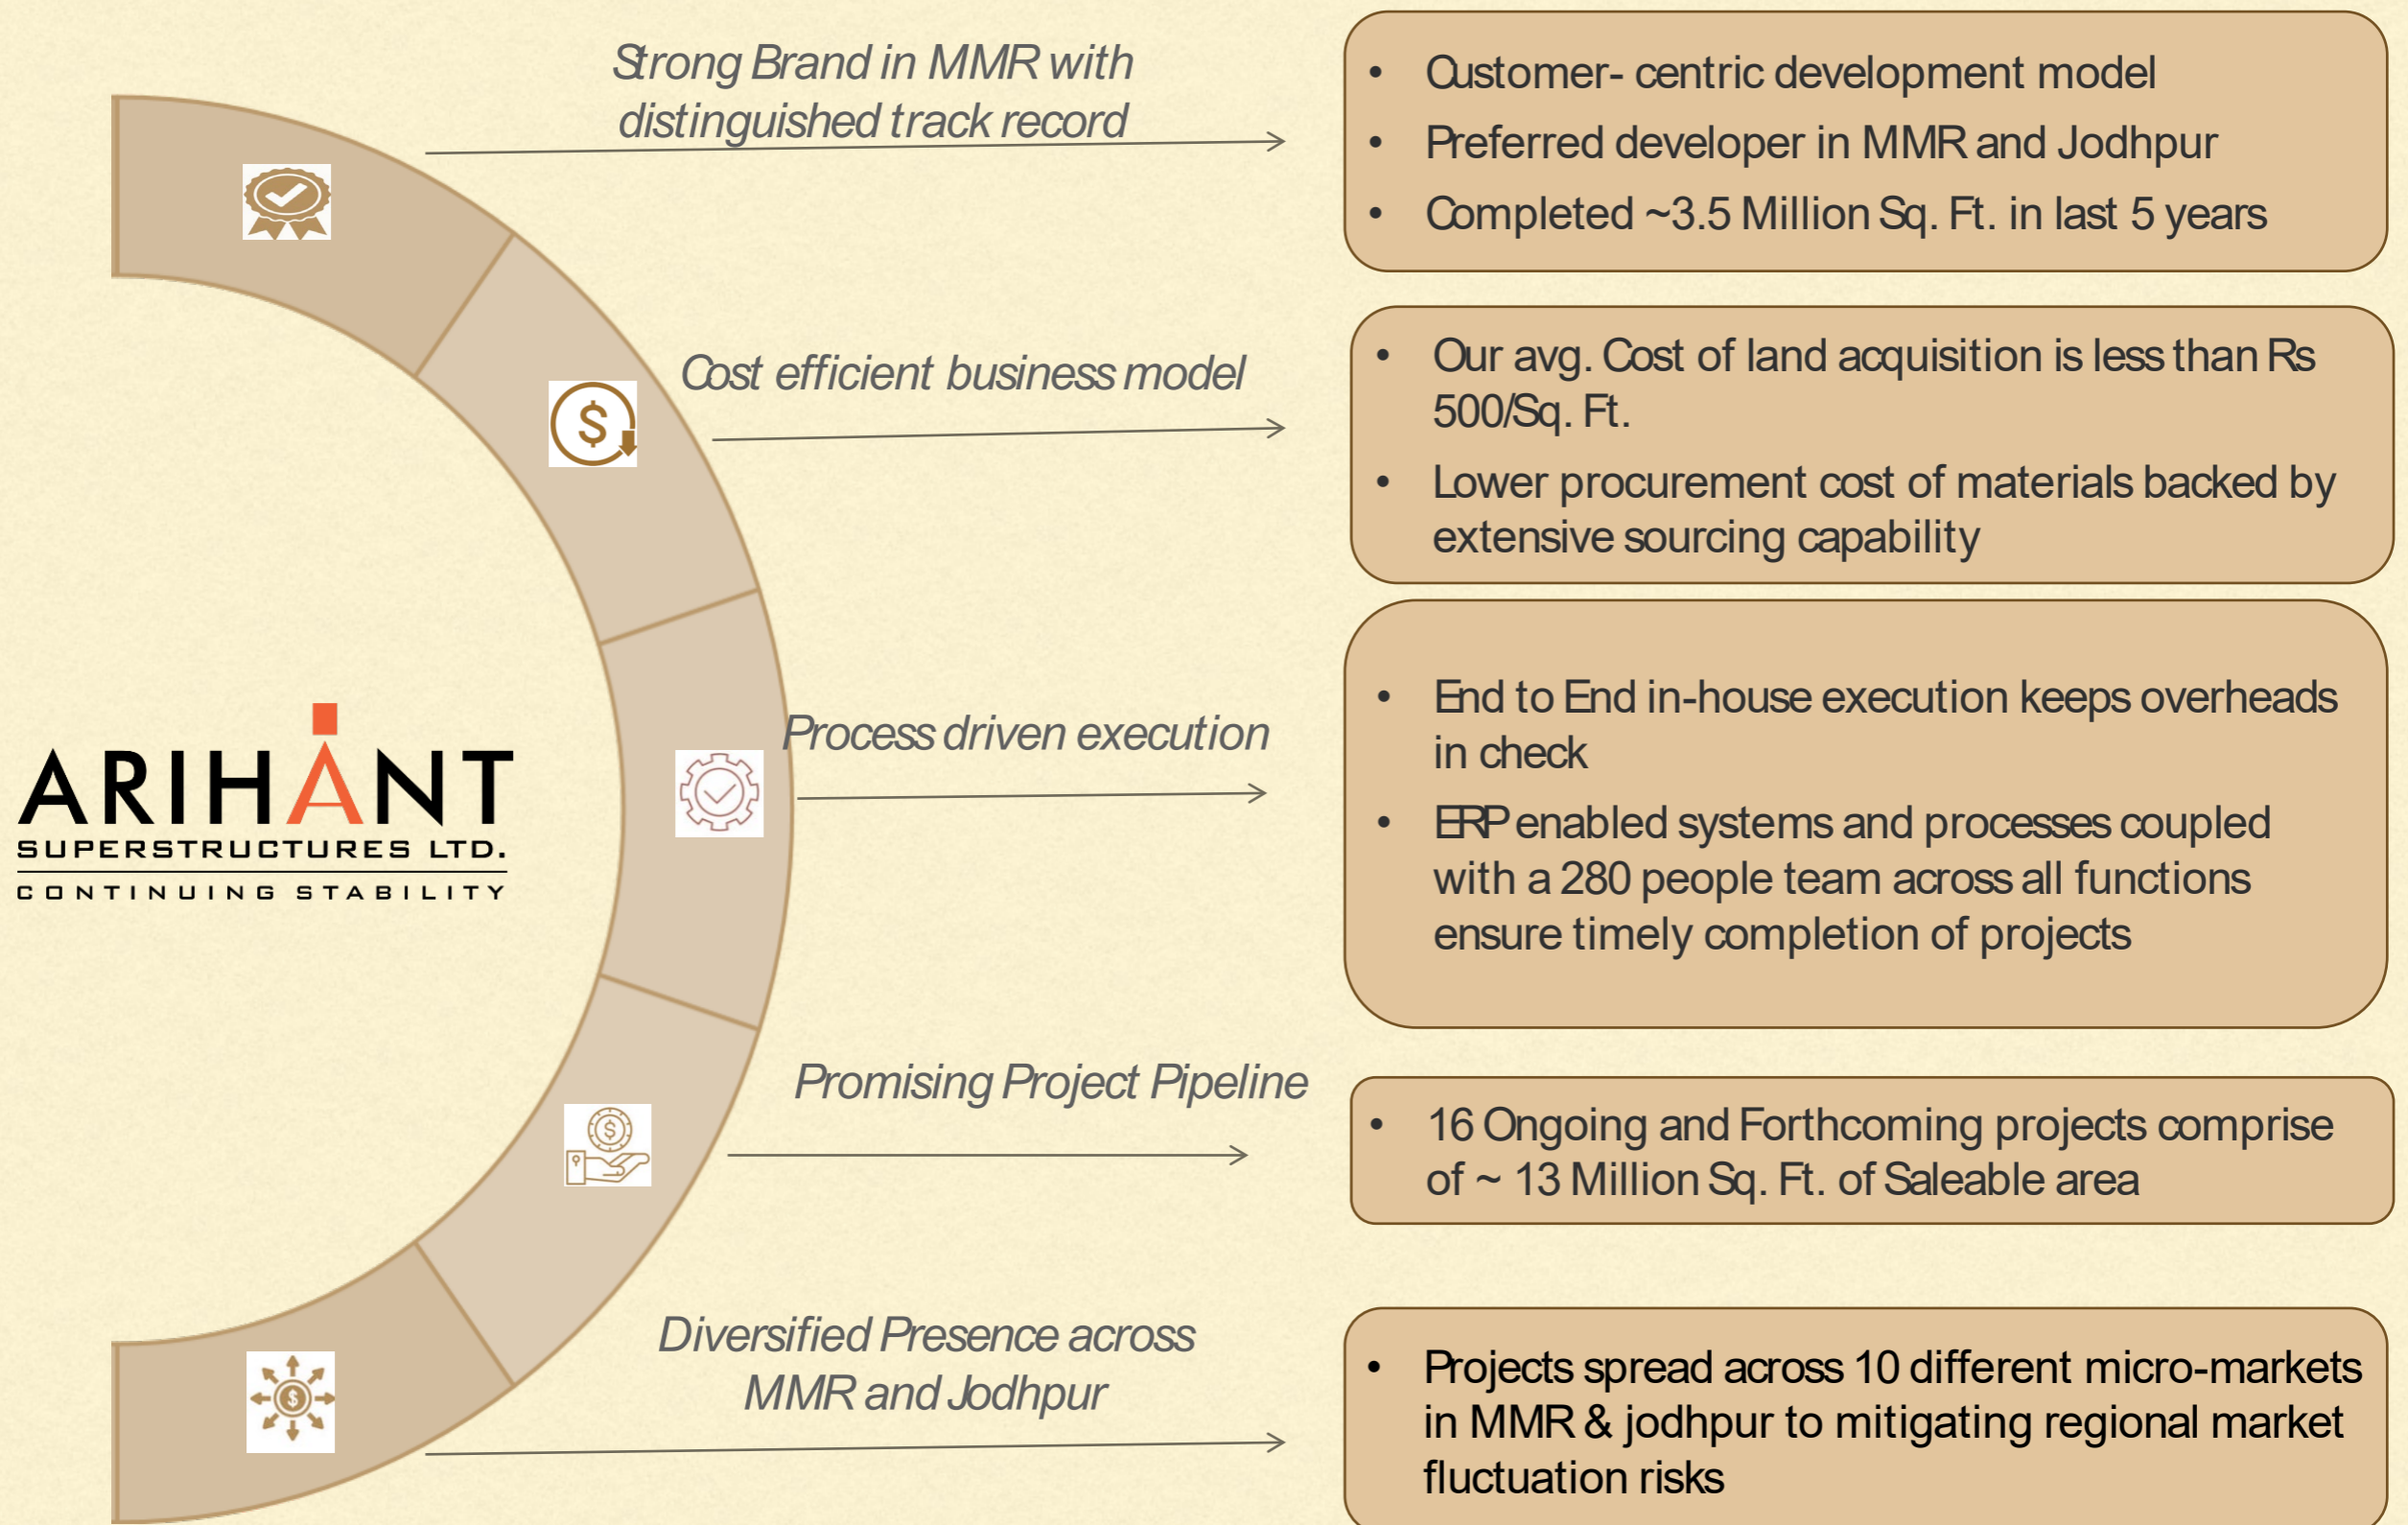 Strong Brand in MMR with
distinguished track record
• Customer- centric development model
• Preferred developer in MMR and Jodhpur
• Completed ~3.5 Million Sq. Ft. in last 5 years
Cost efficient business model
• Our avg. Cost of land acquisition is less than Rs
500/Sq. Ft.
• Lower procurement cost of materials backed by
extensive sourcing capability
Process driven execution
• End to End in-house execution keeps overheads
in check
• ERP enabled systems and processes coupled
with a 280 people team across all functions
ensure timely completion of projects
ARIHANT
SUPERSTRUCTURES LTD.
CONTINUING STABILITY
Promising Project Pipeline
• 16 Ongoing and Forthcoming projects comprise
of ~ 13 Million Sq. Ft. of Saleable area
Diversified Presence across
MMR and Jodhpur
• Projects spread across 10 different micro-markets
in MMR & jodhpur to mitigating regional market
fluctuation risks